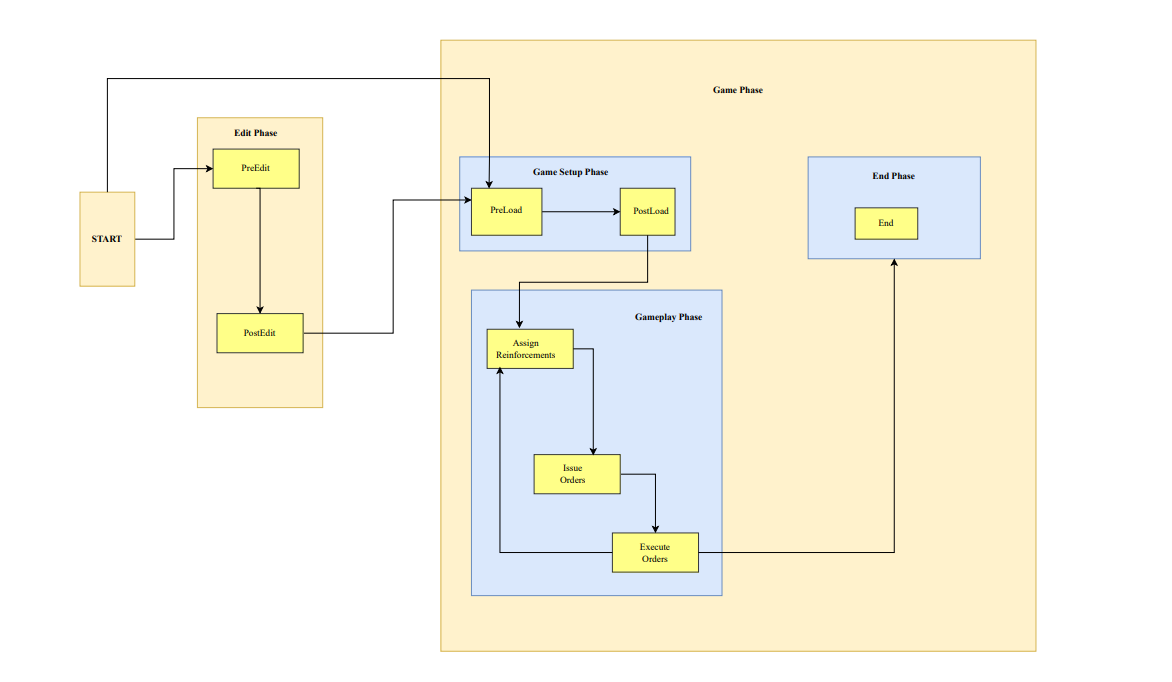 Game Phase
Edit Phase
PreEdit
START
PostEdit
Game Setup Phase
PreLoad
PostLoad
End Phase
End
Gameplay Phase
Assign
Reinforcements
Issue
Orders
Execute
Orders